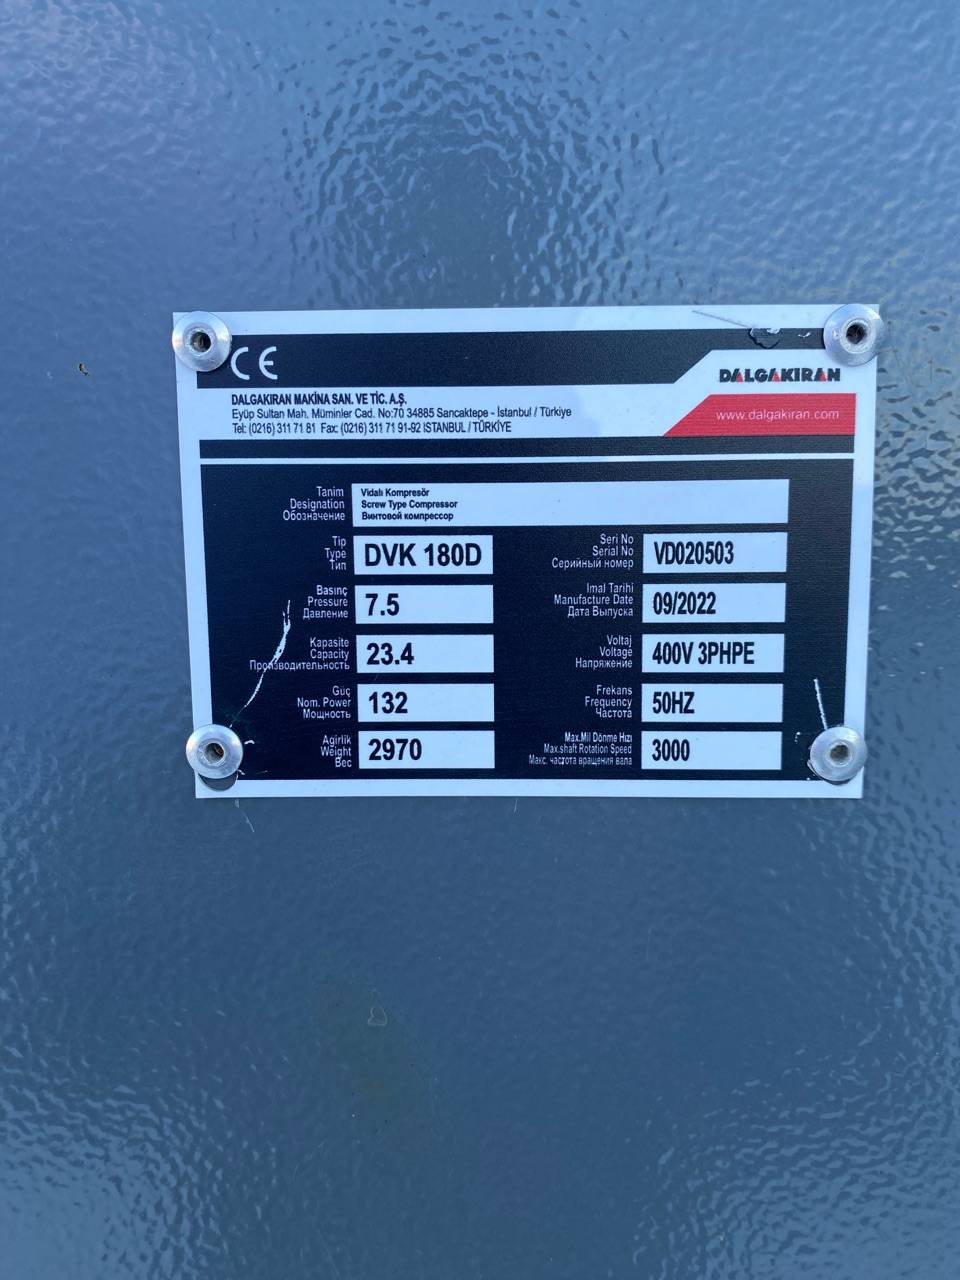 CE
DALGAKIRAN
DALGAKIRAN MAKİNA SAN. VE TİC. A.Ş.
Eyüp Sultan Mah. Müminler Cad. No:70 34885 Sancaktepe - İstanbul / Türkiye
Tel: (0216) 311 71 81 Fax: (0216) 311 71 91-92 ISTANBUL / TÜRKİYE
www.dalgakiran.com
Tanim
Designation
Обозначение
Vidalı Kompresör
Screw Type Compressor
Винтовой компрессор
Tip
Type
Тип
DVK 180D
Seri No
Serial No
Серийный номер
VD020503
Basınç
Pressure
Давление
7.5
Imal Tarihi
Manufacture Date
Дата Выпуска
09/2022
Kapasite
Capacity
Производительность
23.4
Voltaj
Voltage
Напряжение
400V 3PHPE
Güç
Nom. Power
Мощность
132
Frekans
Frequency
Частота
50HZ
Agirlik
Weight
Вес
2970
Max.Mil Dönme Hızı
Max.shaft Rotation Speed
Макс. частота вращения вала
3000